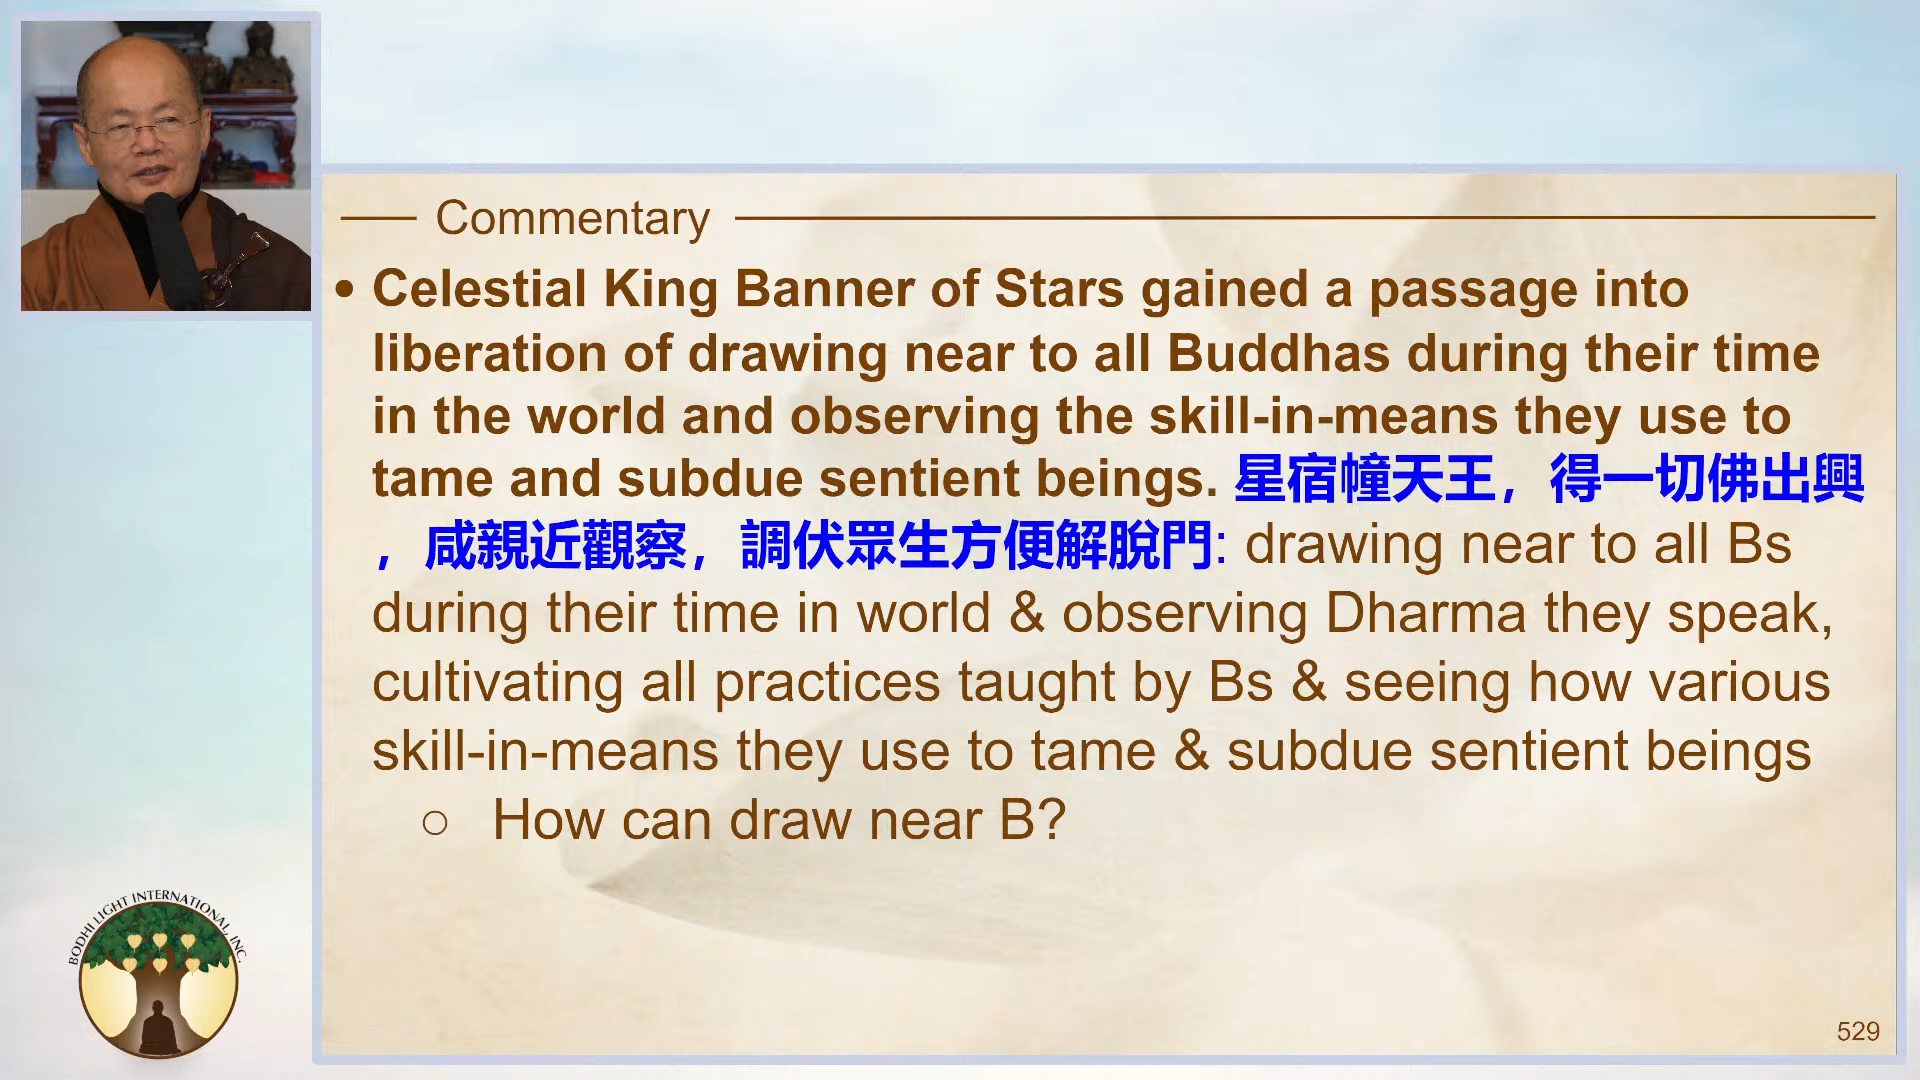 Commentary
• Celestial King Banner of Stars gained a passage into
liberation of drawing near to all Buddhas during their time
in the world and observing the skill-in-means they use to
tame and subdue sentient beings. 星宿幢天王，得一切佛出興
，咸親近觀察，調伏眾生方便解脫門: drawing near to all Bs
during their time in world & observing Dharma they speak,
cultivating all practices taught by Bs & seeing how various
skill-in-means they use to tame & subdue sentient beings
○ How can draw near B?
BODHI LIGHT INTERNATIONAL, INC.
529